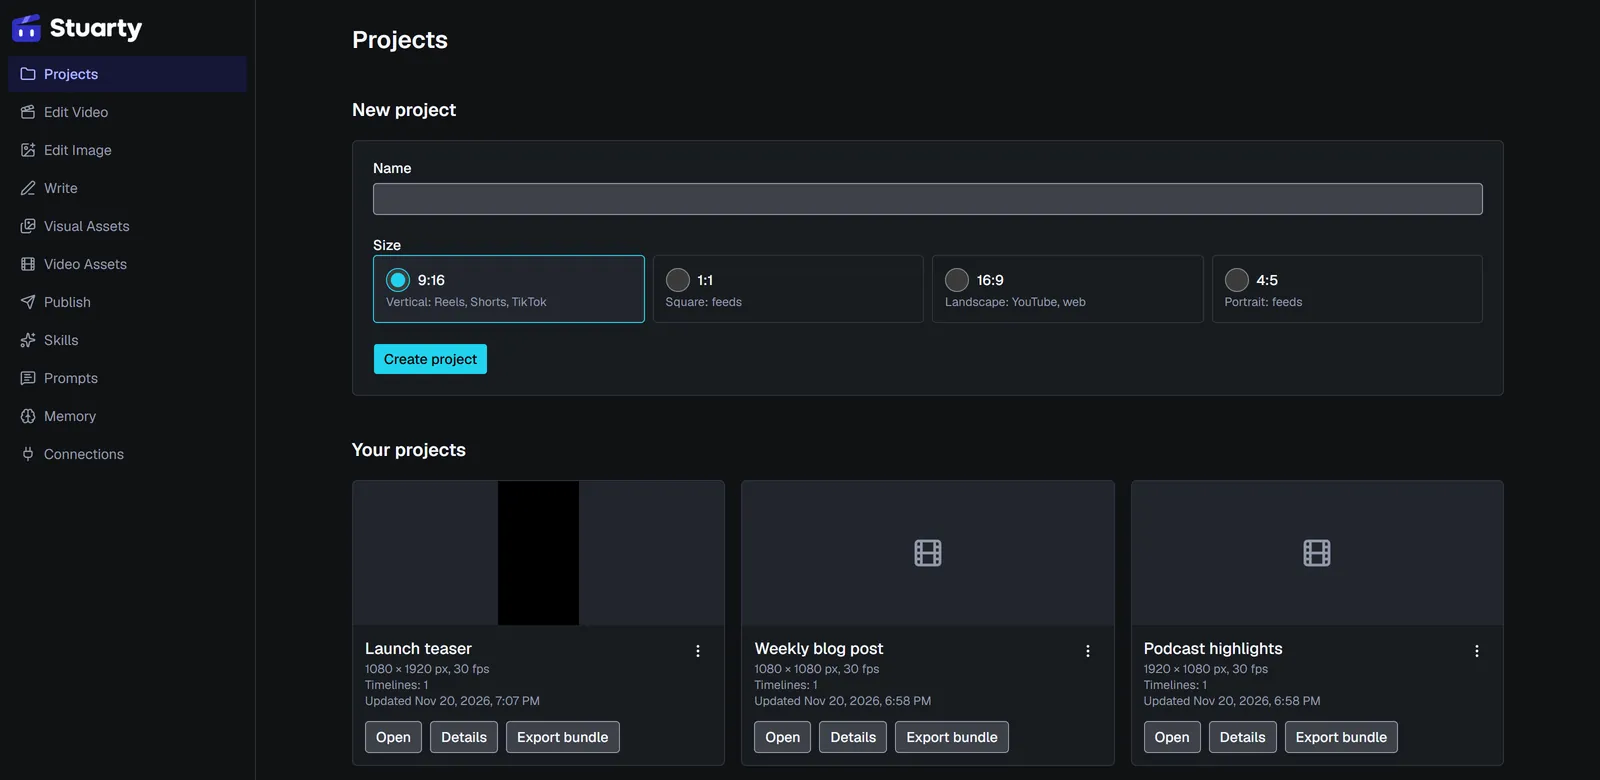 Stuarty
Projects
Edit Video
Edit Image
Write
Visual Assets
Video Assets
Publish
Skills
Prompts
Memory
Connections
Projects
New project
Name
Size
9:16
Vertical: Reels, Shorts, TikTok
1:1
Square: feeds
16:9
Landscape: YouTube, web
4:5
Portrait: feeds
Create project
Your projects
Launch teaser
1080 × 1920 px, 30 fps
Timelines: 1
Updated Nov 20, 2026, 7:07 PM
Open Details Export bundle
Weekly blog post
1080 × 1080 px, 30 fps
Timelines: 1
Updated Nov 20, 2026, 6:58 PM
Open Details Export bundle
Podcast highlights
1920 × 1080 px, 30 fps
Timelines: 1
Updated Nov 20, 2026, 6:58 PM
Open Details Export bundle